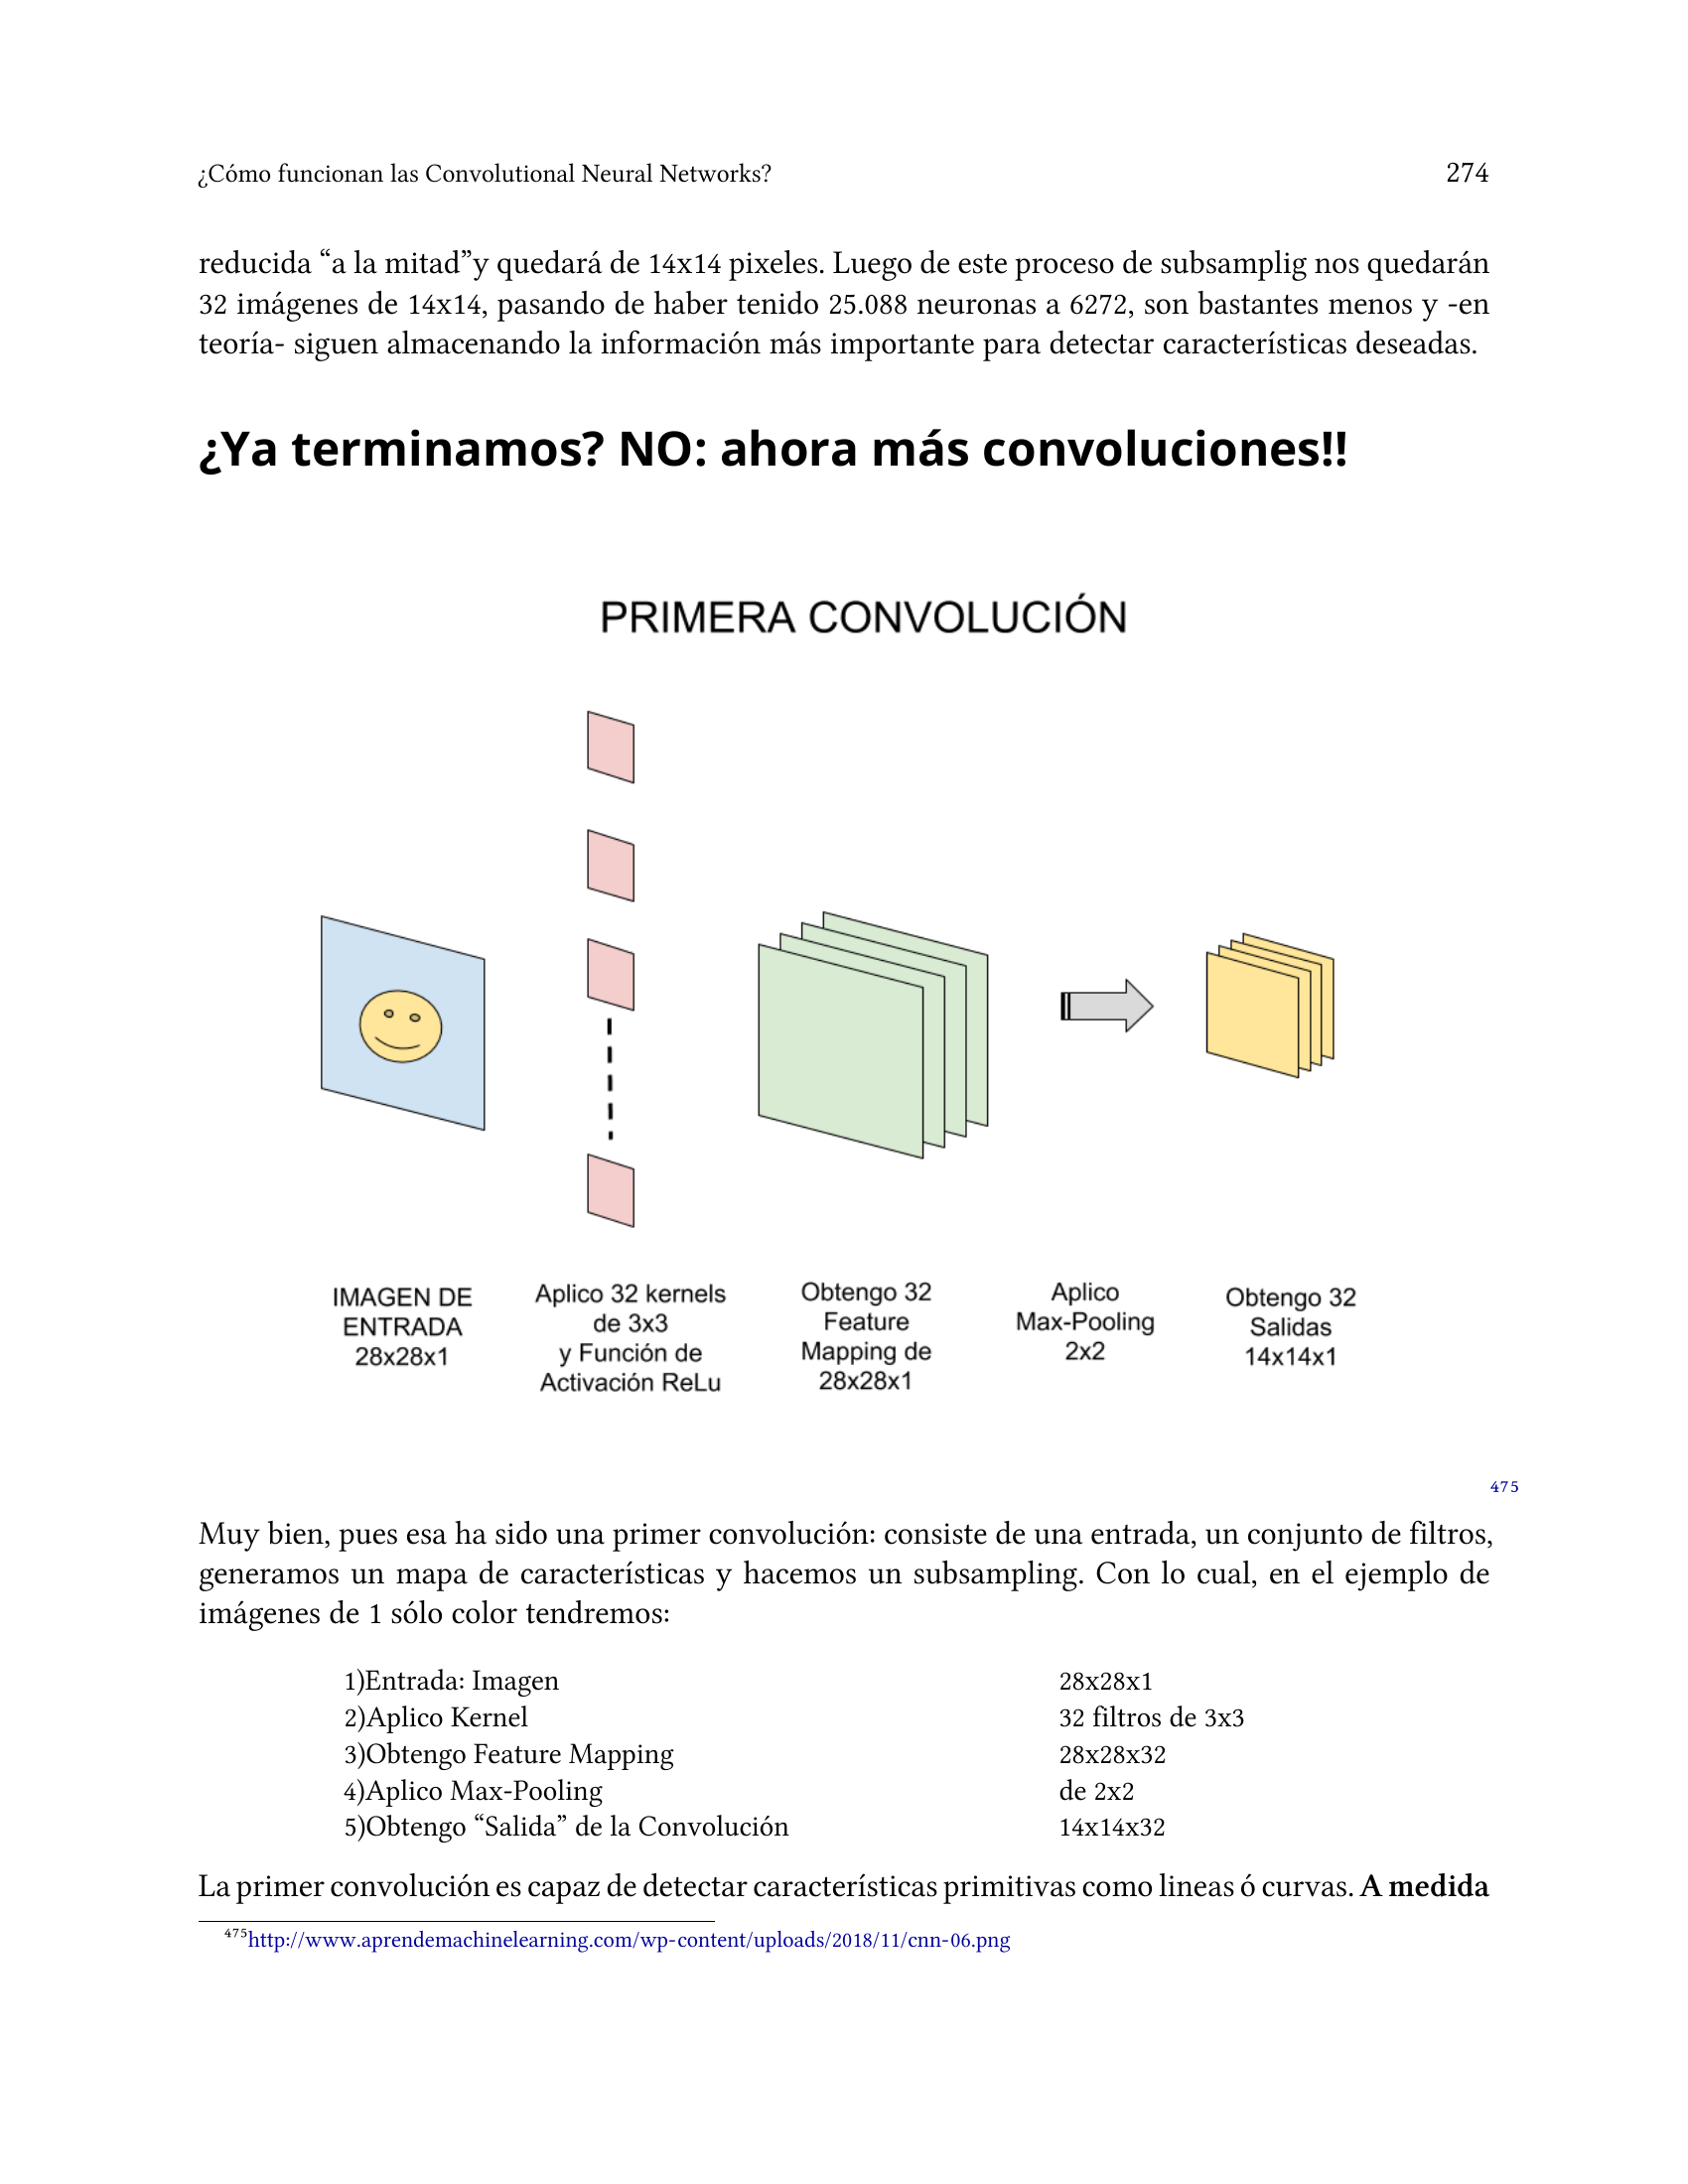 ¿Cómo funcionan las Convolutional Neural Networks? 274
reducida “a la mitad”y quedará de 14x14 pixeles. Luego de este proceso de subsamplig nos quedarán
32 imágenes de 14x14, pasando de haber tenido 25.088 neuronas a 6272, son bastantes menos y -en
teoría- siguen almacenando la información más importante para detectar características deseadas.
¿Ya terminamos? NO: ahora más convoluciones!!
PRIMERA CONVOLUCIÓN
IMAGEN DE
ENTRADA
28x28x1
Aplico 32 kernels
de 3x3
y Función de
Activación ReLu
Obtengo 32
Feature
Mapping de
28x28x1
Aplico
Max-Pooling
2x2
Obtengo 32
Salidas
14x14x1
475
Muy bien, pues esa ha sido una primer convolución: consiste de una entrada, un conjunto de filtros,
generamos un mapa de características y hacemos un subsampling. Con lo cual, en el ejemplo de
imágenes de 1 sólo color tendremos:
1)Entrada: Imagen 28x28x1
2)Aplico Kernel 32 filtros de 3x3
3)Obtengo Feature Mapping 28x28x32
4)Aplico Max-Pooling de 2x2
5)Obtengo “Salida” de la Convolución 14x14x32
La primer convolución es capaz de detectar características primitivas como lineas ó curvas. A medida
475http://www.aprendemachinelearning.com/wp-content/uploads/2018/11/cnn-06.png